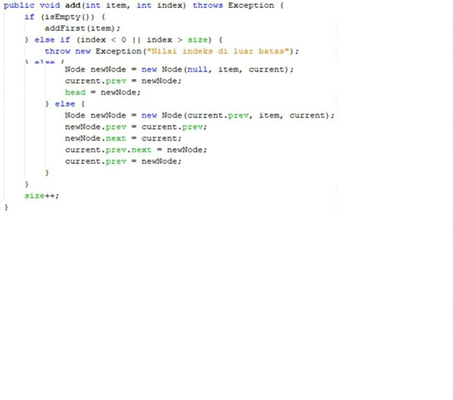 public void add(int item, int index) throws Exception {
    if (isEmpty()) {
        addFirst(item);
    } else if (index < 0 || index > size) {
        throw new Exception("Nilai indeks di luar batas");
    } else {
            Node newNode = new Node(null, item, current);
            current.prev = newNode;
            head = newNode;
        } else {
            Node newNode = new Node(current.prev, item, current);
            newNode.prev = current.prev;
            newNode.next = current;
            current.prev.next = newNode;
            current.prev = newNode;
        }
    }
    size++;
}